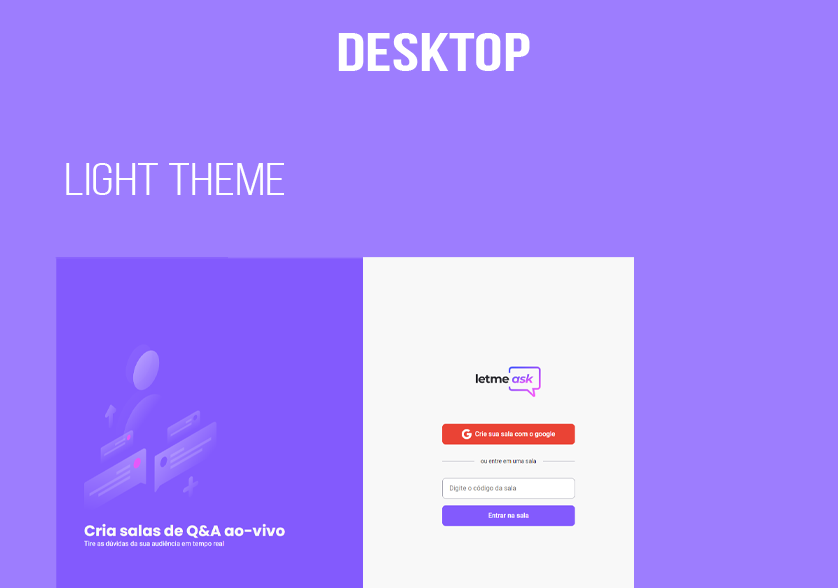 DESKTOP
LIGHT THEME
letmeask
Crie sua sala com o google
ou entre em uma sala
Digite o código da sala
Entrar na sala
Cria salas de Q&A ao-vivo
Tire as dúvidas da sua audiência em tempo real